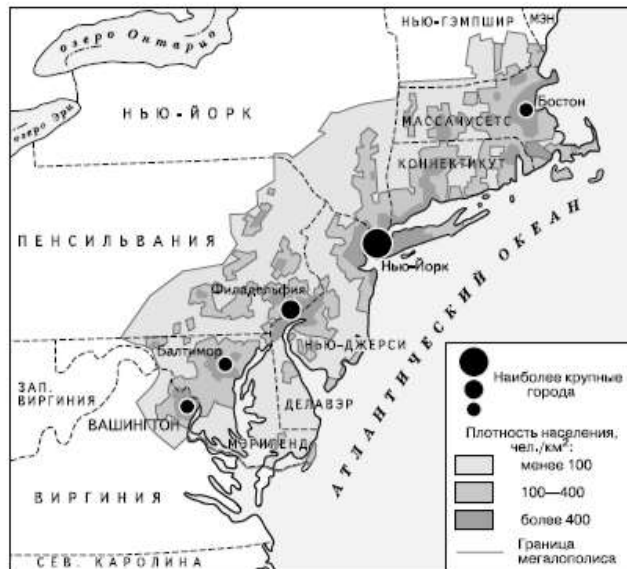 НЬЮ-ГЭМПШИР
МЭН
озеро Онтарио
озеро Эри
НЬЮ-ЙОРК
Бостон
МАССАЧУСЕТС
КОННЕКТИКУТ
ПЕНСИЛЬВАНИЯ
Нью-Йорк
АТЛАНТИЧЕСКИЙ ОКЕАН
Филадельфия
НЬЮ-ДЖЕРСИ
Балтимор
ЗАП.
ВИРГИНИЯ
ДЕЛАВЭР
ВАШИНГТОН
МЭРИЛЕНД
ВИРГИНИЯ
СЕВ. КАРОЛИНА
Наиболее крупные
города
Плотность населения,
чел./км²:
менее 100
100—400
более 400
Граница
мегалополиса